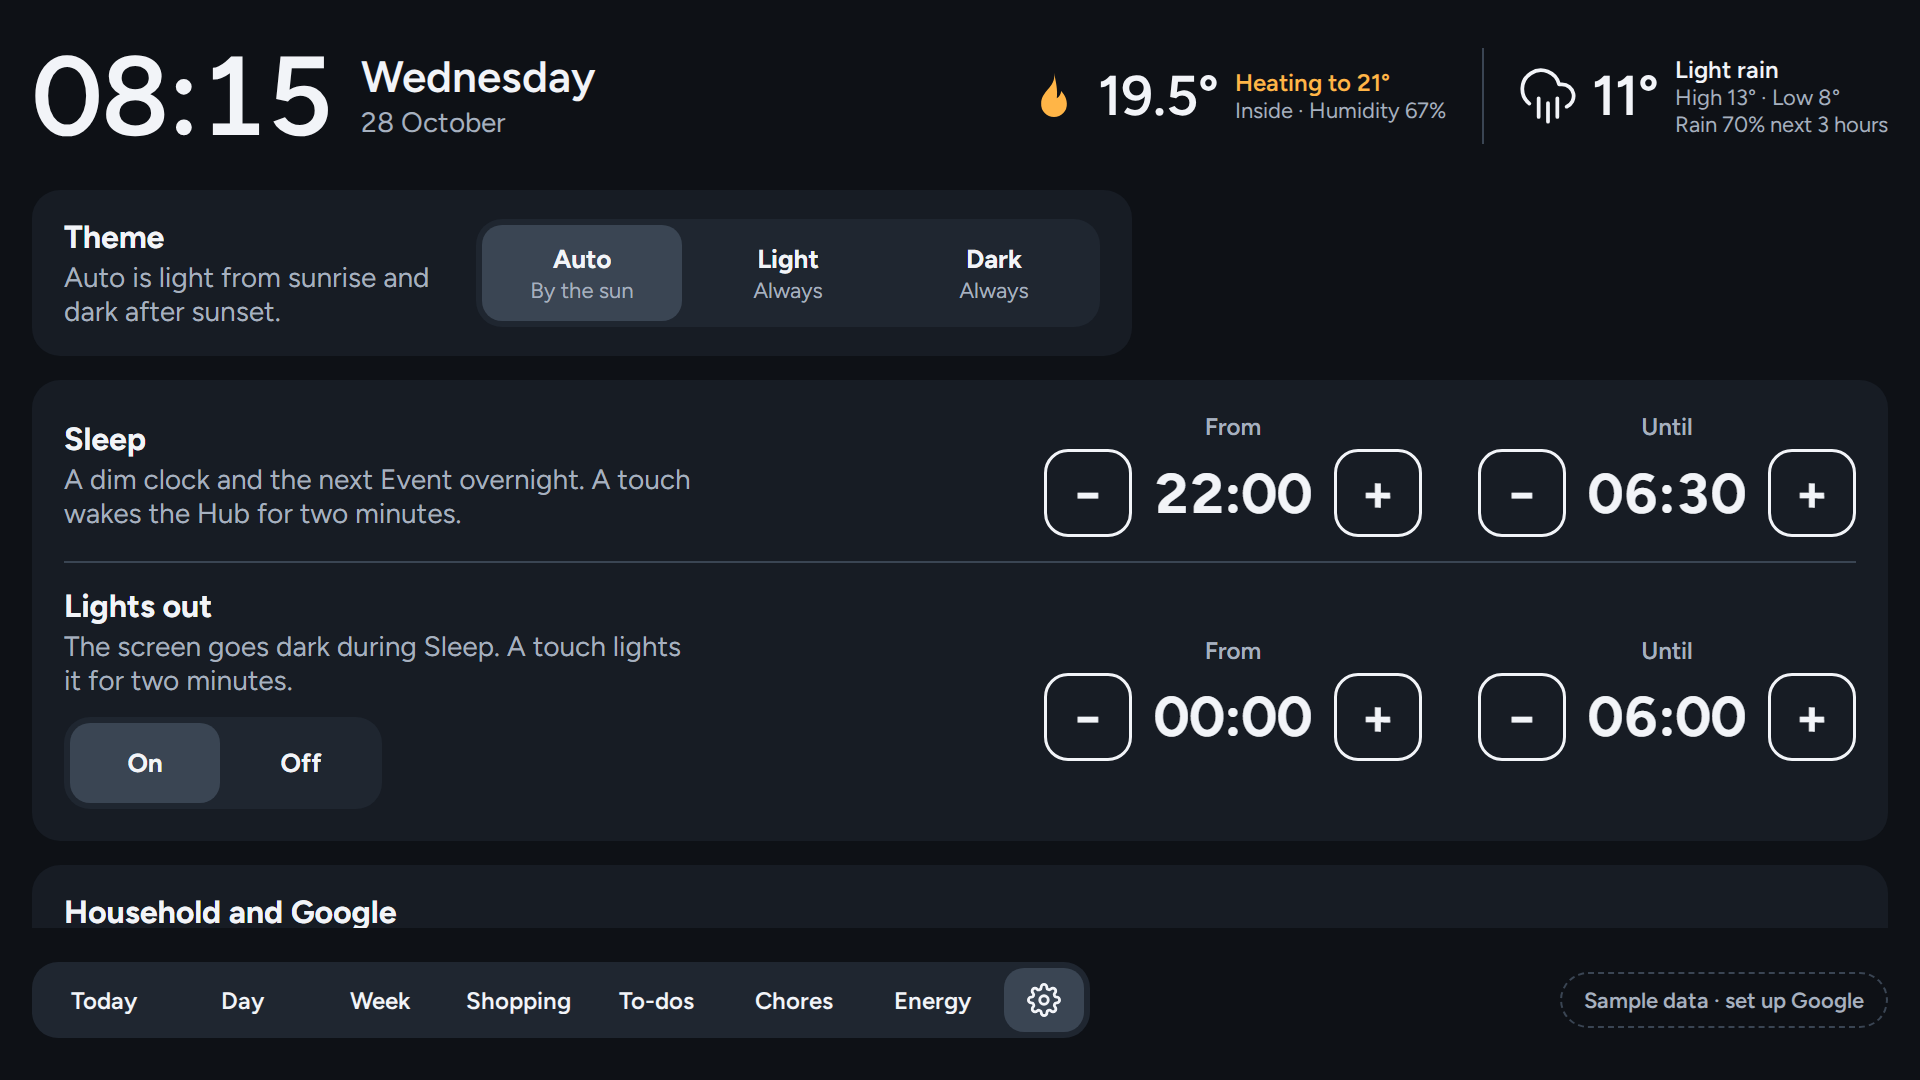 08:15
Wednesday
28 October
19.5°
Heating to 21°
Inside · Humidity 67%
11°
Light rain
High 13° · Low 8°
Rain 70% next 3 hours
Theme
Auto is light from sunrise and
dark after sunset.
Auto
By the sun
Light
Always
Dark
Always
Sleep
A dim clock and the next Event overnight. A touch
wakes the Hub for two minutes.
From
− 22:00 +
Until
− 06:30 +
Lights out
The screen goes dark during Sleep. A touch lights
it for two minutes.
On
Off
From
− 00:00 +
Until
− 06:00 +
Household and Google
Today
Day
Week
Shopping
To-dos
Chores
Energy
Sample data · set up Google